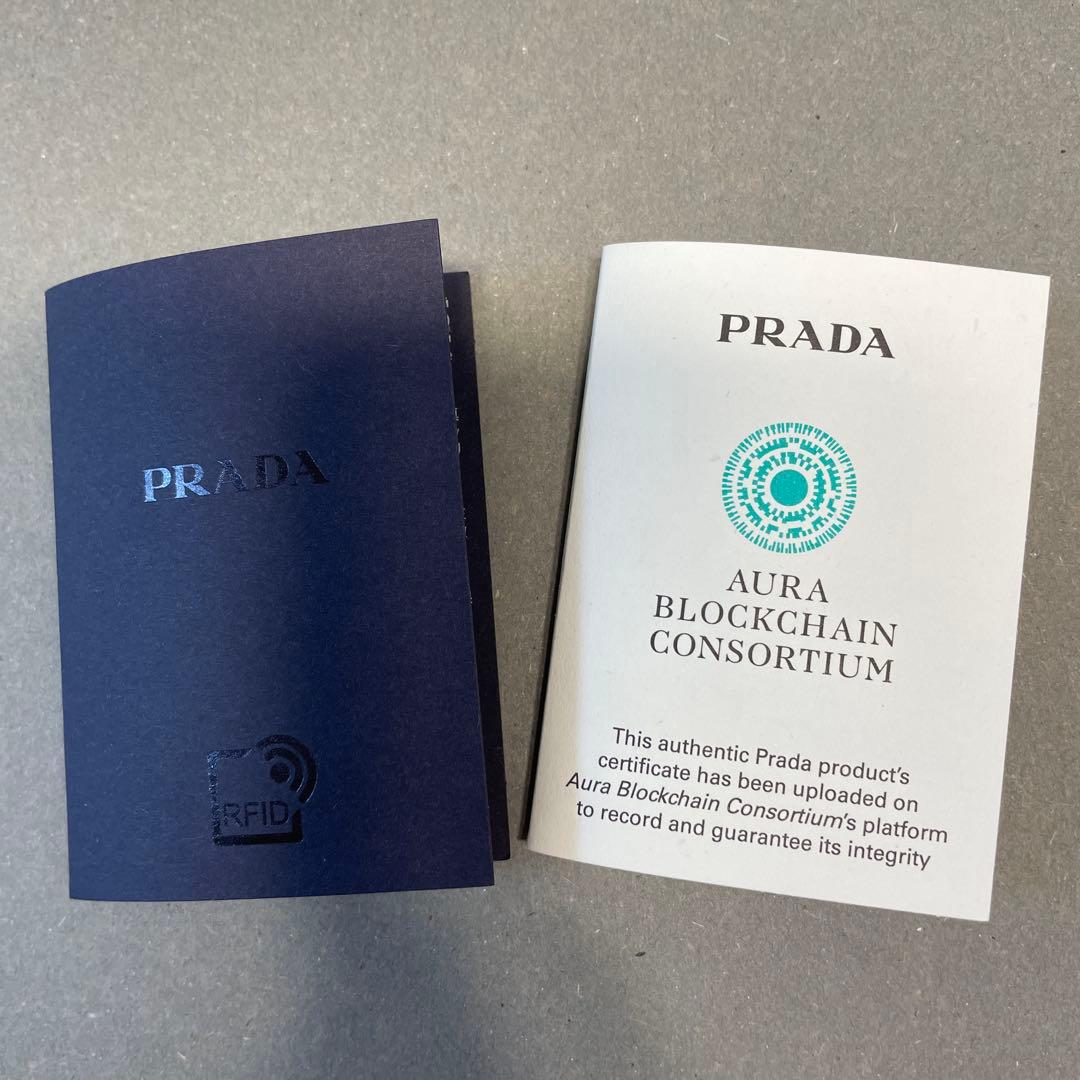 PRADA
RFID
PRADA
AURA
BLOCKCHAIN
CONSORTIUM
This authentic Prada product's
certificate has been uploaded on
Aura Blockchain Consortium's platform
to record and guarantee its integrity